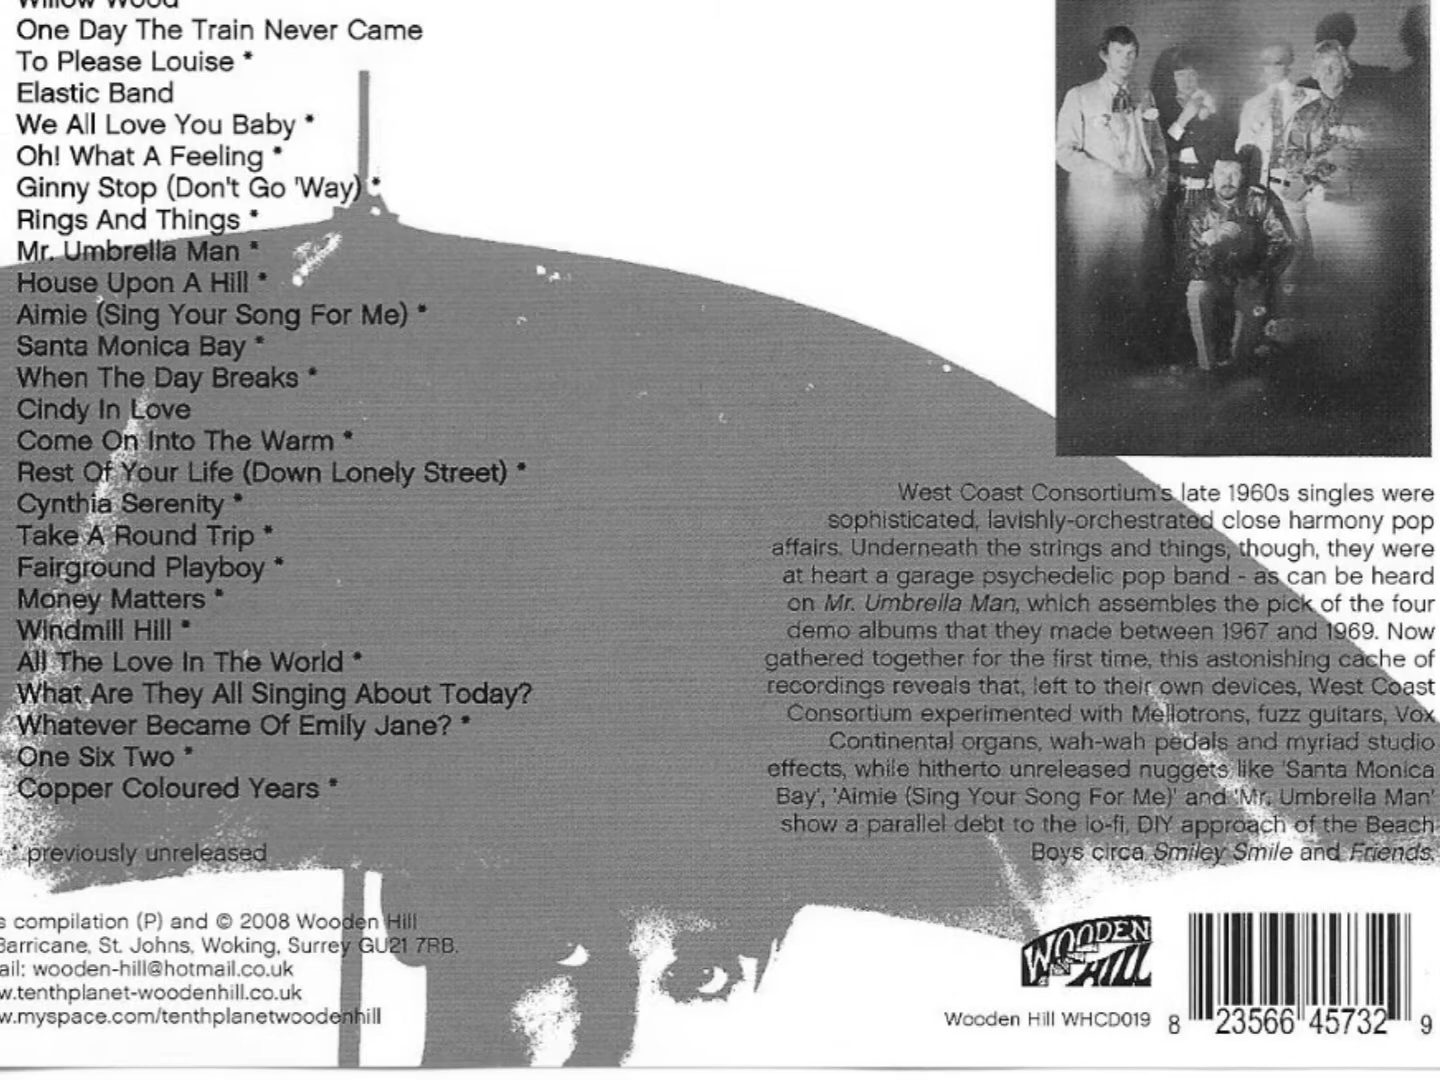 Willow Wood
One Day The Train Never Came
To Please Louise *
Elastic Band
We All Love You Baby *
Oh! What A Feeling *
Ginny Stop (Don't Go 'Way) *
Rings And Things *
Mr. Umbrella Man *
House Upon A Hill *
Aimie (Sing Your Song For Me) *
Santa Monica Bay *
When The Day Breaks *
Cindy In Love
Come On Into The Warm *
Rest Of Your Life (Down Lonely Street) *
Cynthia Serenity *
Take A Round Trip *
Fairground Playboy *
Money Matters *
Windmill Hill *
All The Love In The World *
What Are They All Singing About Today?
Whatever Became Of Emily Jane? *
One Six Two *
Copper Coloured Years *
* previously unreleased
s compilation (P) and © 2008 Wooden Hill
Barricane, St. Johns, Woking, Surrey GU21 7RB.
ail: wooden-hill@hotmail.co.uk
w.tenthplanet-woodenhill.co.uk
w.myspace.com/tenthplanetwoodenhill
West Coast Consortium's late 1960s singles were
sophisticated, lavishly-orchestrated close harmony pop
affairs. Underneath the strings and things, though, they were
at heart a garage psychedelic pop band - as can be heard
on Mr. Umbrella Man, which assembles the pick of the four
demo albums that they made between 1967 and 1969. Now
gathered together for the first time, this astonishing cache of
recordings reveals that, left to their own devices, West Coast
Consortium experimented with Mellotrons, fuzz guitars, Vox
Continental organs, wah-wah pedals and myriad studio
effects, while hitherto unreleased nuggets like 'Santa Monica
Bay', 'Aimie (Sing Your Song For Me)' and 'Mr. Umbrella Man'
show a parallel debt to the lo-fi, DIY approach of the Beach
Boys circa Smiley Smile and Friends.
WOODEN
HILL
Wooden Hill WHCD019
8 23566 45732 9